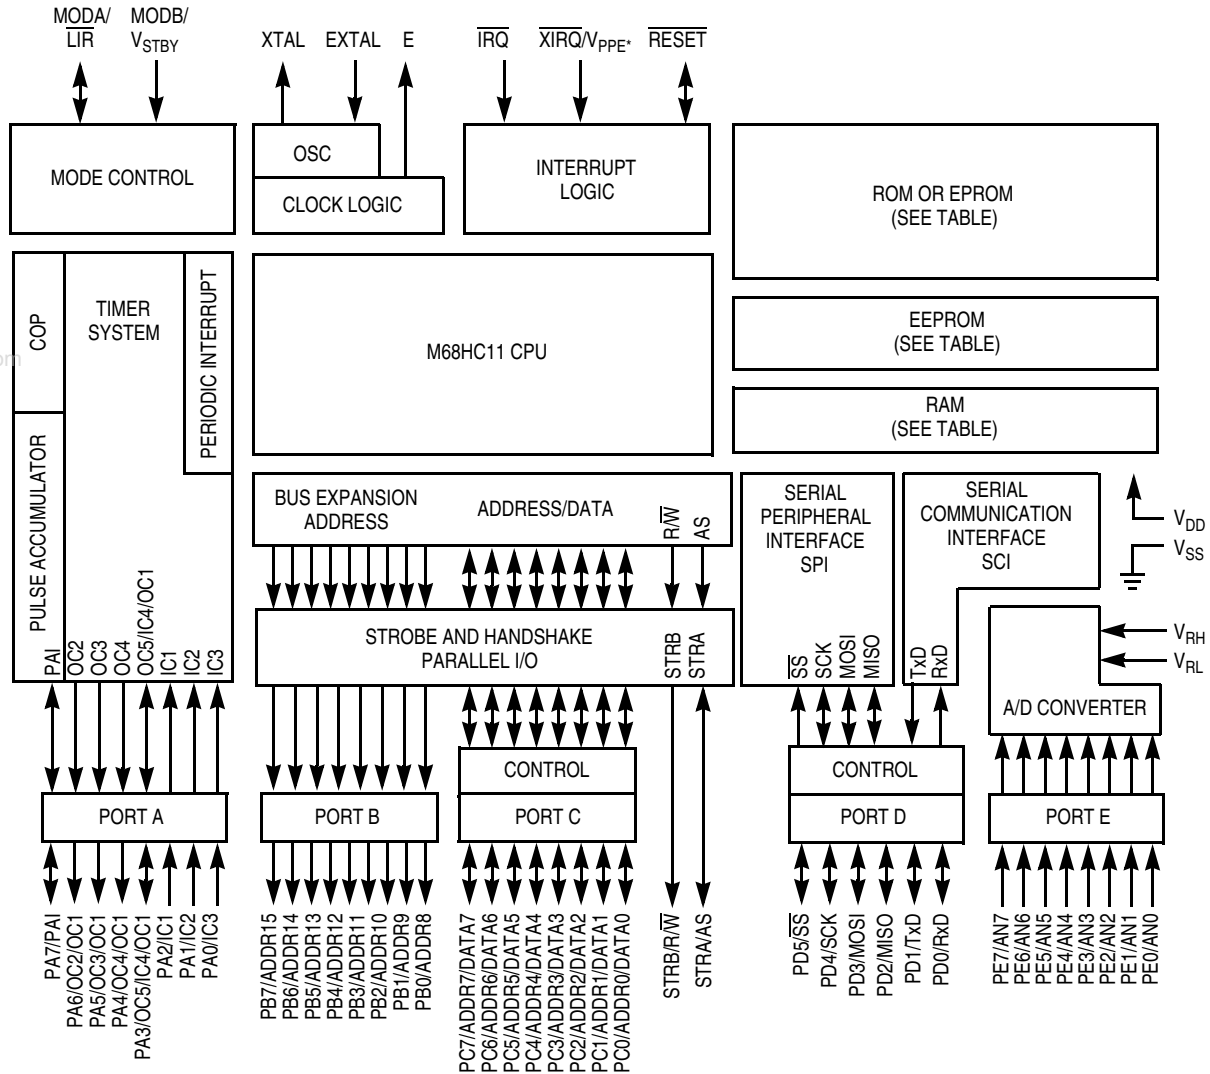 MODA/
LIR
MODB/
VSTBY
XTAL
EXTAL
E
IRQ
XIRQ/VPPE*
RESET
MODE CONTROL
OSC
CLOCK LOGIC
INTERRUPT
LOGIC
ROM OR EPROM
(SEE TABLE)
COP
TIMER
SYSTEM
PERIODIC INTERRUPT
M68HC11 CPU
EEPROM
(SEE TABLE)
om
RAM
(SEE TABLE)
PULSE ACCUMULATOR
BUS EXPANSION
ADDRESS
ADDRESS/DATA
R/W
AS
SERIAL
PERIPHERAL
INTERFACE
SPI
SERIAL
COMMUNICATION
INTERFACE
SCI
VDD
VSS
PAI
OC2
OC3
OC4
OC5/IC4/OC1
IC1
IC2
IC3
STROBE AND HANDSHAKE
PARALLEL I/O
STRB
STRA
SS
SCK
MOSI
MISO
TxD
RxD
VRH
VRL
A/D CONVERTER
CONTROL
CONTROL
PORT A
PORT B
PORT C
PORT D
PORT E
PA7/PAI
PA6/OC2/OC1
PA5/OC3/OC1
PA4/OC4/OC1
PA3/OC5/IC4/OC1
PA2/IC1
PA1/IC2
PA0/IC3
PB7/ADDR15
PB6/ADDR14
PB5/ADDR13
PB4/ADDR12
PB3/ADDR11
PB2/ADDR10
PB1/ADDR9
PB0/ADDR8
PC7/ADDR7/DATA7
PC6/ADDR6/DATA6
PC5/ADDR5/DATA5
PC4/ADDR4/DATA4
PC3/ADDR3/DATA3
PC2/ADDR2/DATA2
PC1/ADDR1/DATA1
PC0/ADDR0/DATA0
STRB/R/W
STRA/AS
PD5/SS
PD4/SCK
PD3/MOSI
PD2/MISO
PD1/TxD
PD0/RxD
PE7/AN7
PE6/AN6
PE5/AN5
PE4/AN4
PE3/AN3
PE2/AN2
PE1/AN1
PE0/AN0